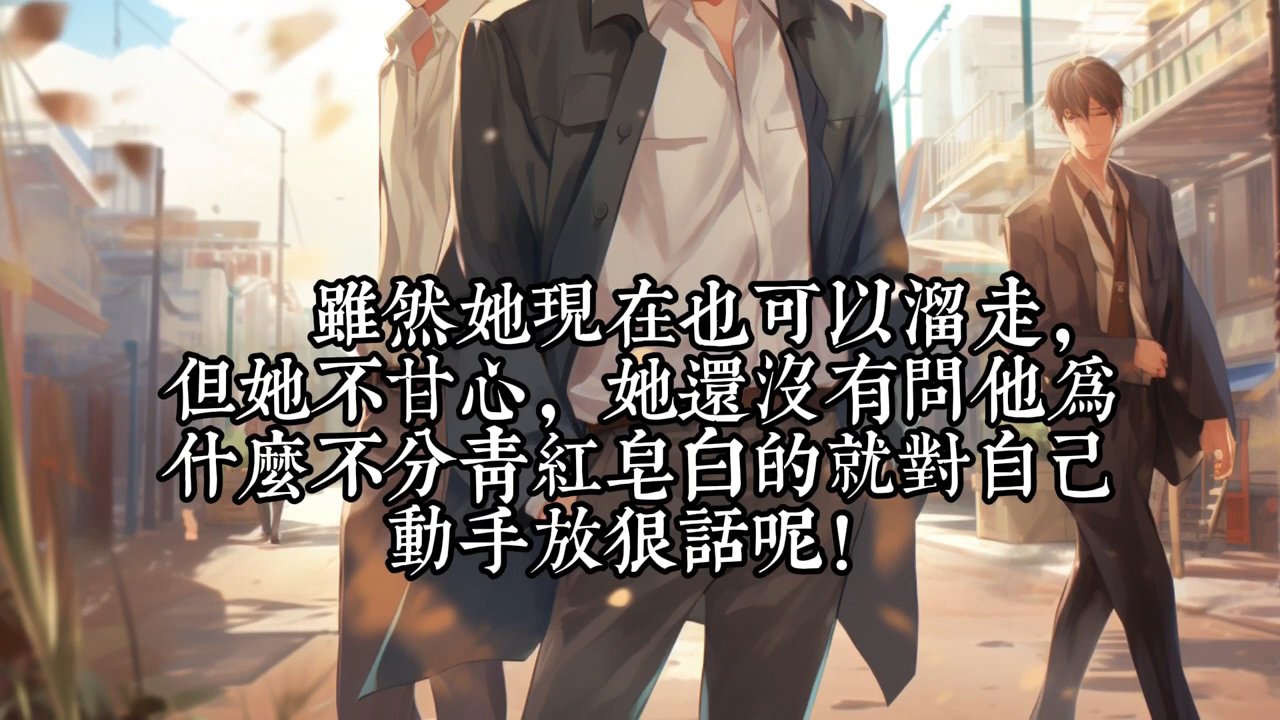 雖然她現在也可以溜走，
但她不甘心，她還沒有問他爲
什麼不分青紅皂白的就對自己
動手放狠話呢！